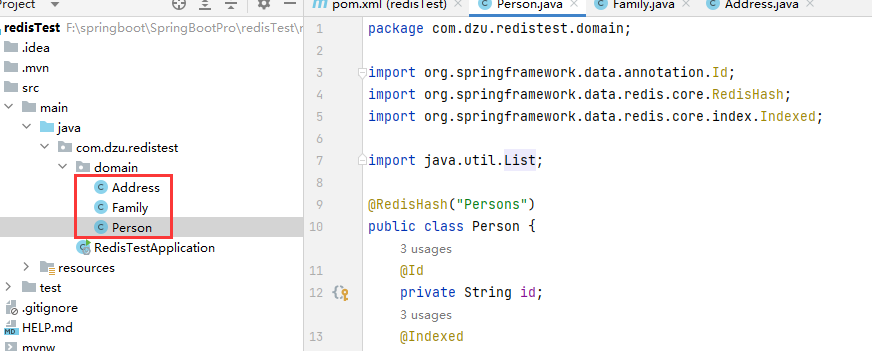 Project
pom.xml (redisTest)
Person.java
Family.java
Address.java
redisTest F:\springboot\SpringBootPro\redisTest\r
.idea
.mvn
src
main
java
com.dzu.redistest
domain
Address
Family
Person
RedisTestApplication
resources
test
.gitignore
HELP.md
mvnw
1 package com.dzu.redistest.domain;
2
3 import org.springframework.data.annotation.Id;
4 import org.springframework.data.redis.core.RedisHash;
5 import org.springframework.data.redis.core.index.Indexed;
6
7 import java.util.List;
8
9 @RedisHash("Persons")
10 public class Person {
3 usages
11 @Id
12 private String id;
3 usages
13 @Indexed